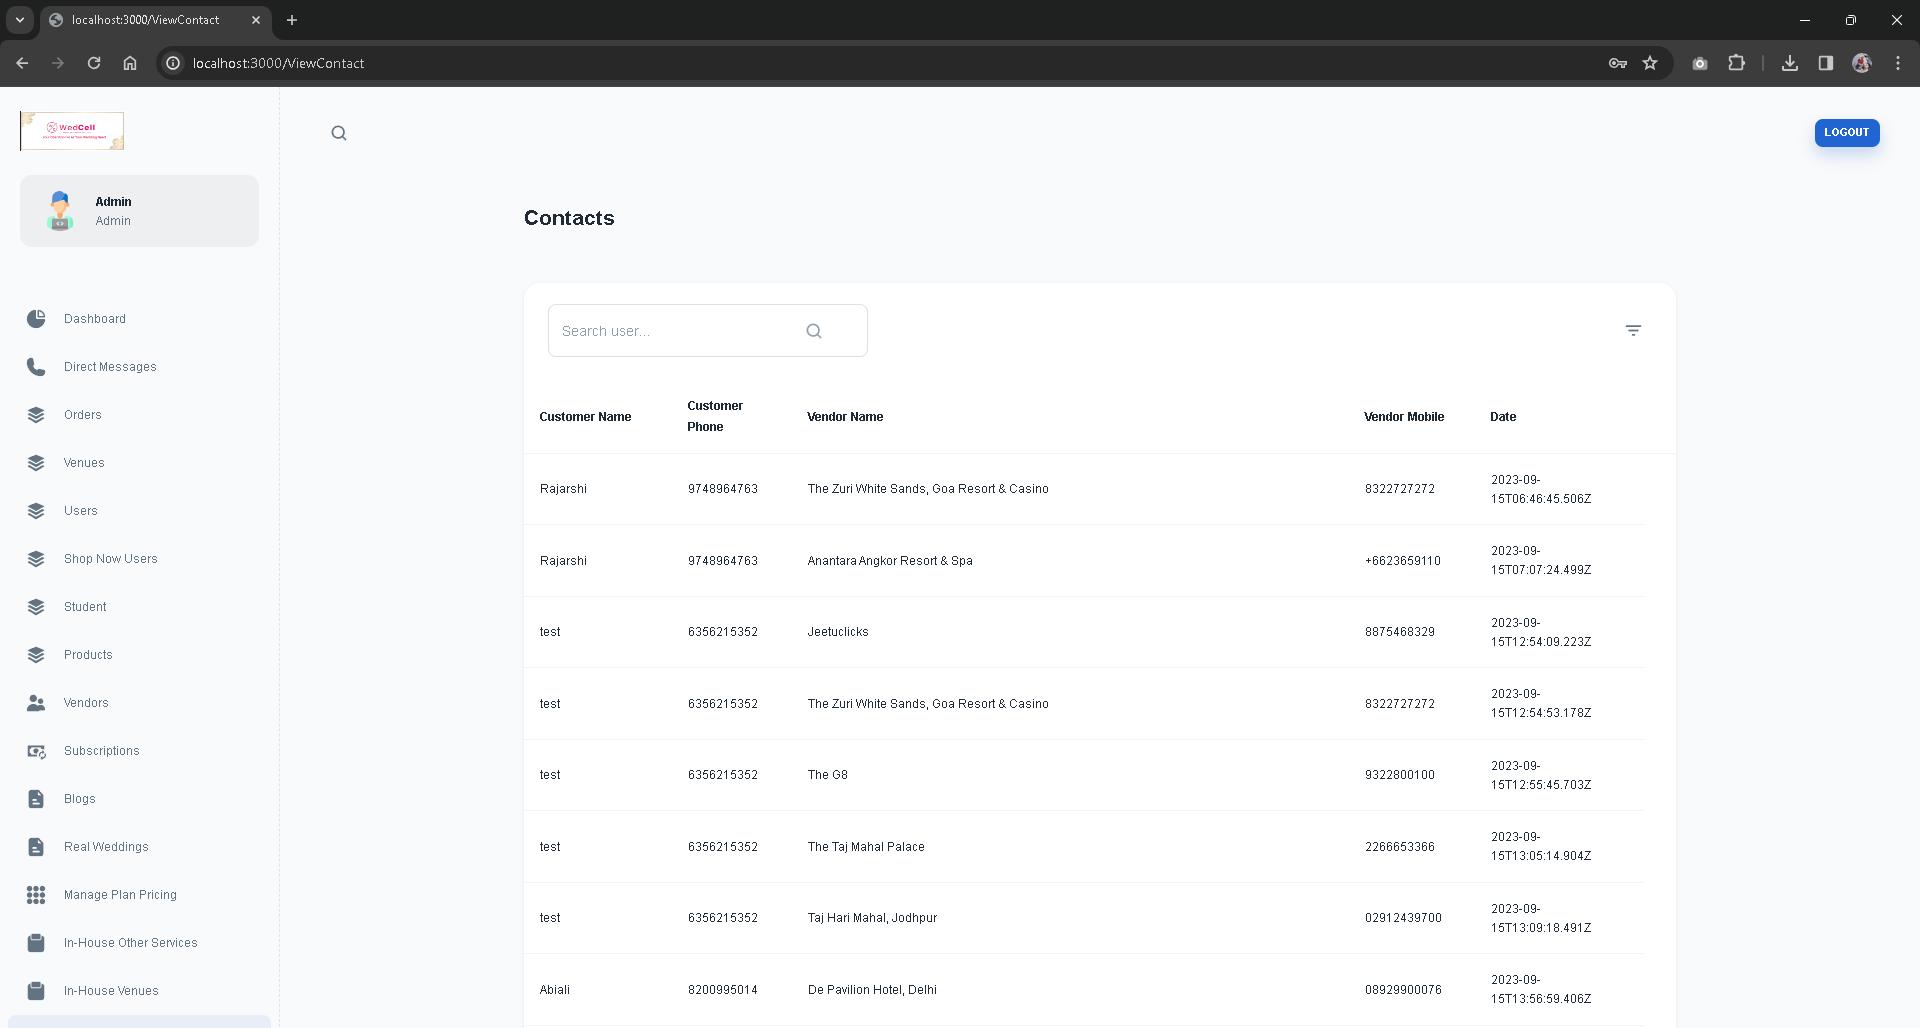 localhost:3000/ViewContact
localhost:3000/ViewContact
WedCell
LOGOUT
Admin
Admin
Contacts
Dashboard
Direct Messages
Orders
Venues
Users
Shop Now Users
Student
Products
Vendors
Subscriptions
Blogs
Real Weddings
Manage Plan Pricing
In-House Other Services
In-House Venues
Search user...
Customer Name Customer Phone Vendor Name Vendor Mobile Date
Rajarshi 9748964763 The Zuri White Sands, Goa Resort & Casino 8322727272 2023-09-15T06:46:45.506Z
Rajarshi 9748964763 Anantara Angkor Resort & Spa +6623659110 2023-09-15T07:07:24.499Z
test 6356215352 Jeetuclicks 8875468329 2023-09-15T12:54:09.223Z
test 6356215352 The Zuri White Sands, Goa Resort & Casino 8322727272 2023-09-15T12:54:53.178Z
test 6356215352 The G8 9322800100 2023-09-15T12:55:45.703Z
test 6356215352 The Taj Mahal Palace 2266653366 2023-09-15T13:05:14.904Z
test 6356215352 Taj Hari Mahal, Jodhpur 02912439700 2023-09-15T13:09:18.491Z
Abiali 8200995014 De Pavilion Hotel, Delhi 08929900076 2023-09-15T13:56:59.406Z